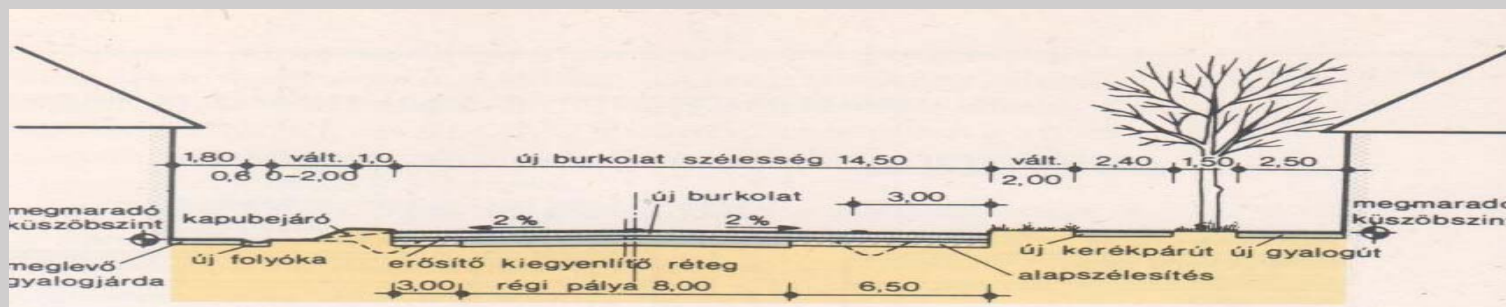 1,80 vált. 1,0 új burkolat szélesség 14,50 vált. 2,40 1,50 2,50
0,6 0–2,00 2,00
új burkolat 3,00
megmaradó küszöbszint
kapubejáró
2 % 2 %
megmaradó küszöbszint
új folyóka erősítő kiegyenlítő réteg
új kerékpárút új gyalogút
meglevő gyalogjárda
alapszélesítés
3,00 régi pálya 8,00 6,50